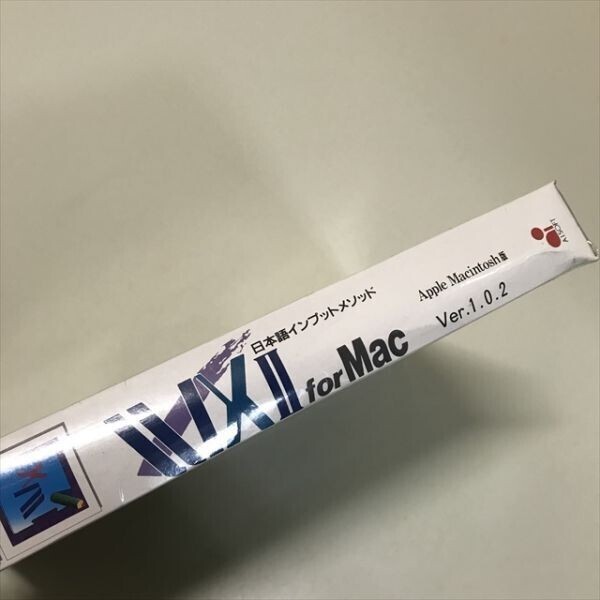 日本語インプットメソッド
WXII for Mac
Apple Macintosh版
Ver.1.0.2
A.I.SOFT